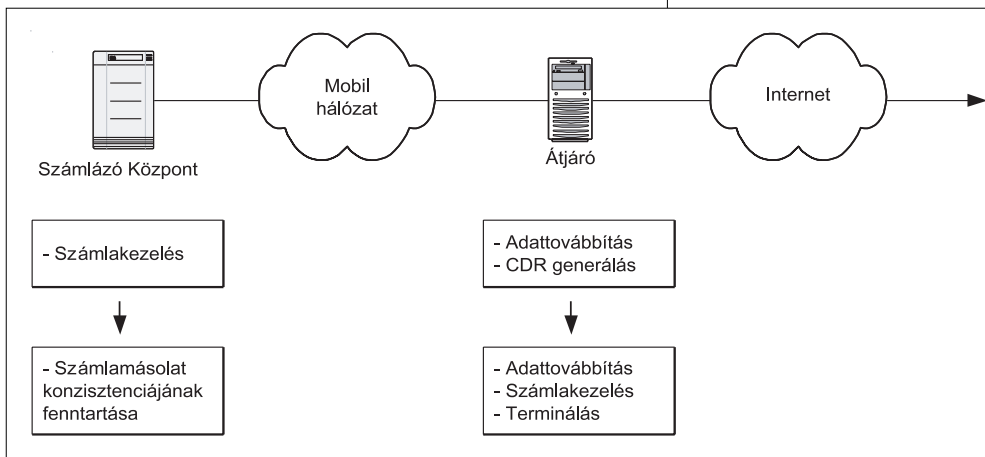 Mobil
hálózat
Internet
Számlázó Központ
Átjáró
- Számlakezelés
- Adattovábbítás
- CDR generálás
- Számlamásolat
konzisztenciájának
fenntartása
- Adattovábbítás
- Számlakezelés
- Terminálás